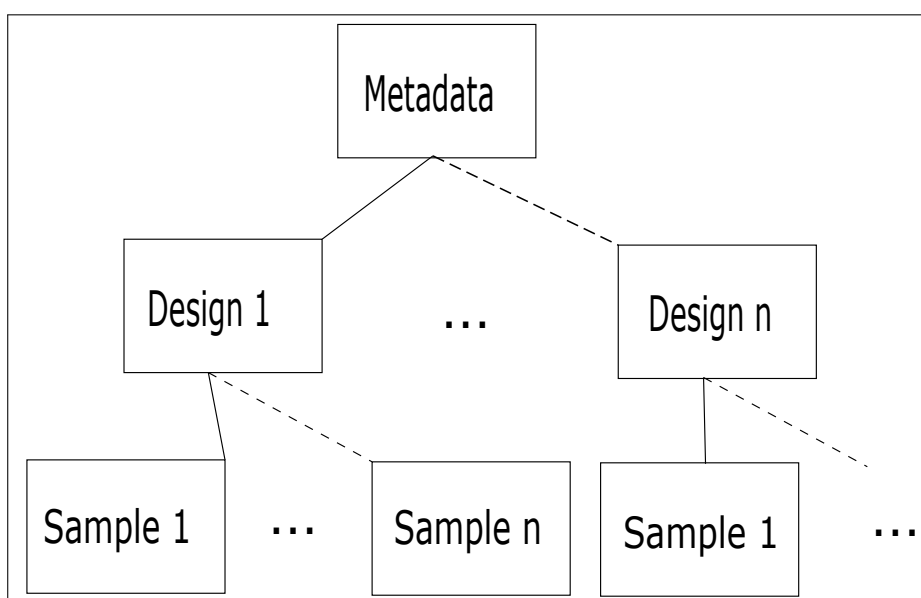 Metadata
Design 1
...
Design n
Sample 1
...
Sample n
Sample 1
...